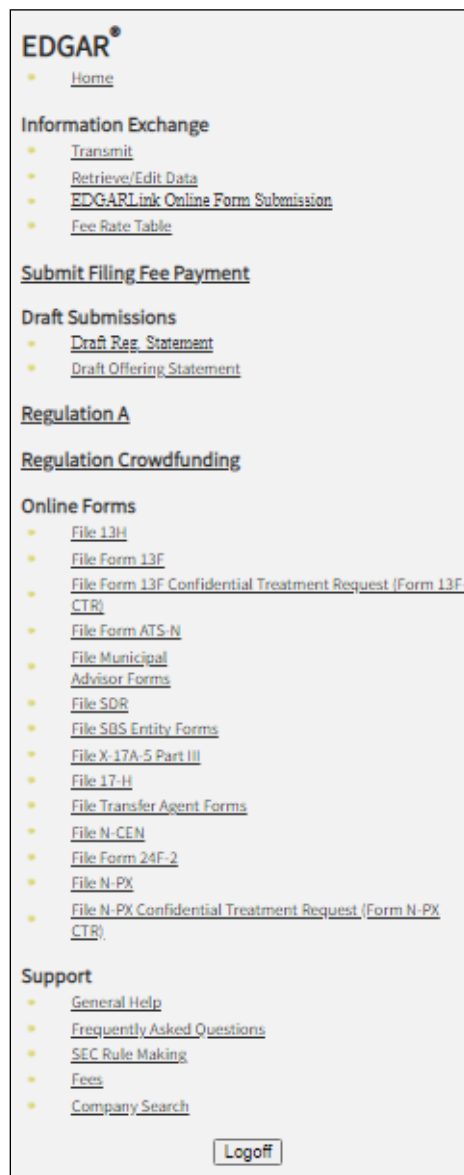 EDGAR®
Home
Information Exchange
Transmit
Retrieve/Edit Data
EDGARLink Online Form Submission
Fee Rate Table
Submit Filing Fee Payment
Draft Submissions
Draft Reg. Statement
Draft Offering Statement
Regulation A
Regulation Crowdfunding
Online Forms
File 13H
File Form 13F
File Form 13F Confidential Treatment Request (Form 13F-
CTR)
File Form ATS-N
File Municipal
Advisor Forms
File SDR
File SBS Entity Forms
File X-17A-5 Part III
File 17-H
File Transfer Agent Forms
File N-CEN
File Form 24F-2
File N-PX
File N-PX Confidential Treatment Request (Form N-PX
CTR)
Support
General Help
Frequently Asked Questions
SEC Rule Making
Fees
Company Search
Logoff